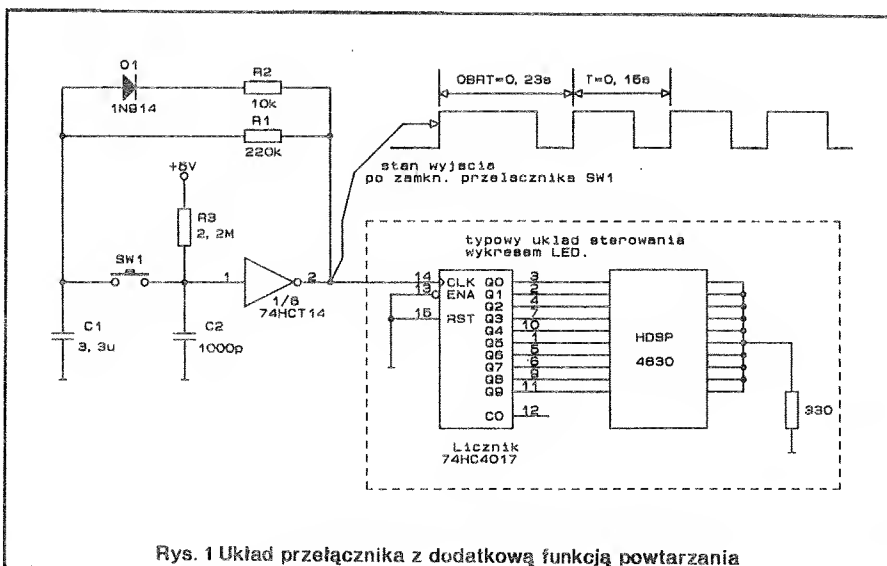 D1
1N914
R2
10k
R1
220k
OBRT=0, 23s
T=0, 15s
stan wyjscia
po zamkn. przelacznika SW1
+5V
R3
2, 2M
SW1
1
2
1/6
74HCT14
C1
3, 3u
C2
1000p
typowy uklad sterowania
wykresem LED.
14 CLK Q0 3
13 ENA Q1 2
Q2 4
15 RST Q3 7
Q4 10
Q5 1
Q6 5
Q7 6
Q8 9
Q9 11
CO 12
HDSP
4830
330
Licznik
74HC4017
Rys. 1 Układ przełącznika z dodatkową funkcją powtarzania